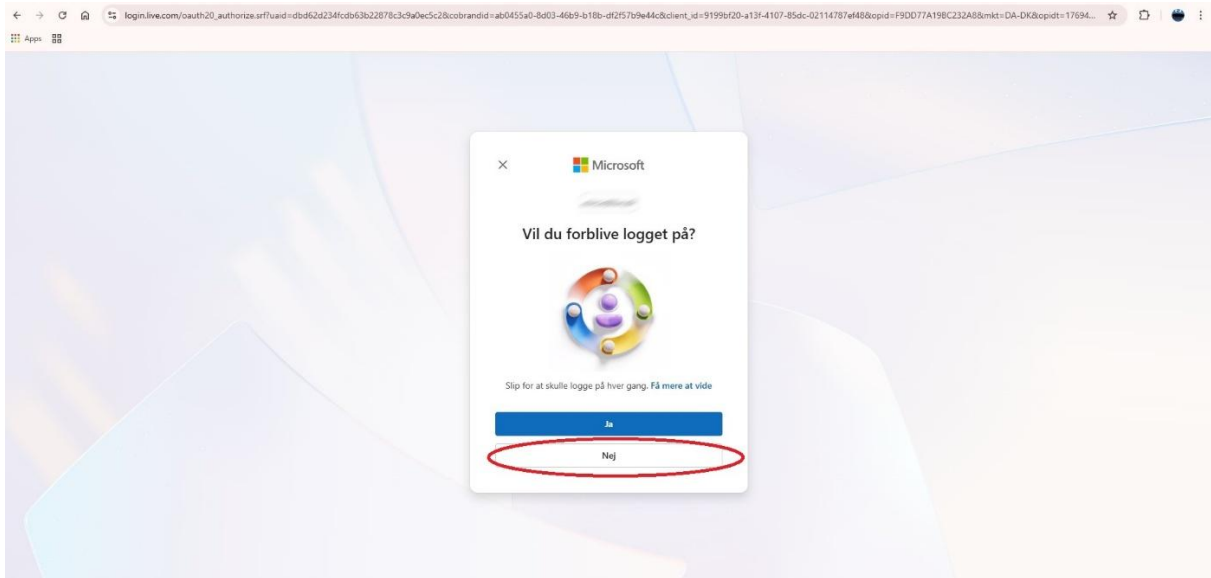 login.live.com/oauth20_authorize.srf?uaid=dbd62d234fcdb63b22878c3c9a0ec5c2&cobrandid=ab0455a0-8d03-46b9-b18b-df2f57b9e44c&client_id=9199bf20-a13f-4107-85dc-02114787ef48&opid=F9DD77A198C232A8&mkt=DA-DK&opidt=17694...
Apps
Microsoft
Vil du forblive logget på?
Slip for at skulle logge på hver gang. Få mere at vide
Ja
Nej